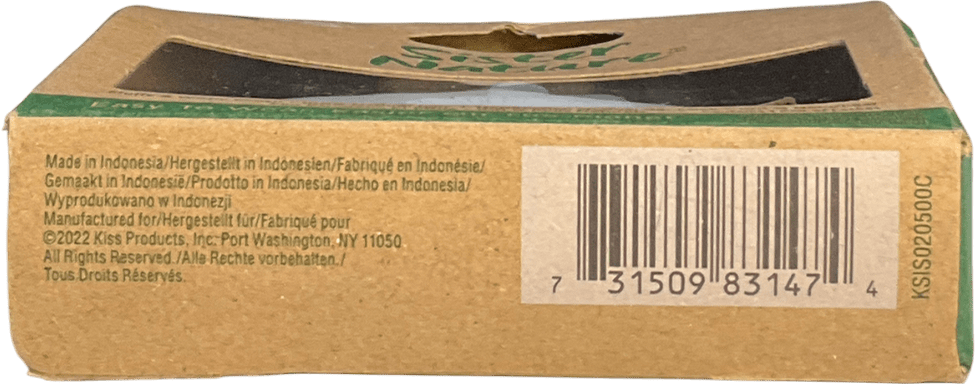 Sister
Nature
Made in Indonesia/Hergestellt in Indonesien/Fabriqué en Indonésie/
Gemaakt in Indonesië/Prodotto in Indonesia/Hecho en Indonesia/
Wyprodukowano w Indonezji
Manufactured for/Hergestellt für/Fabriqué pour
©2022 Kiss Products, Inc. Port Washington, NY 11050
All Rights Reserved./Alle Rechte vorbehalten./
Tous Droits Réservés.
7 31509 83147 4
KSIS020500C